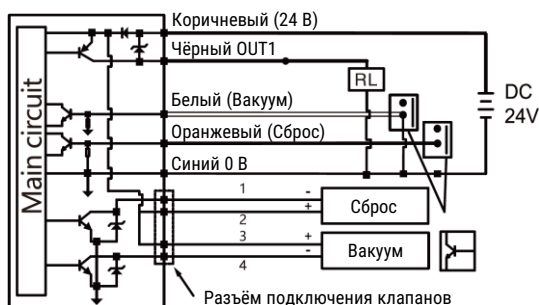 Коричневый (24 В)
Чёрный OUT1
RL
Белый (Вакуум)
DC
24V
Оранжевый (Сброс)
Синий 0 В
Main circuit
1
-
+
Сброс
2
3
+
-
Вакуум
4
Разъём подключения клапанов